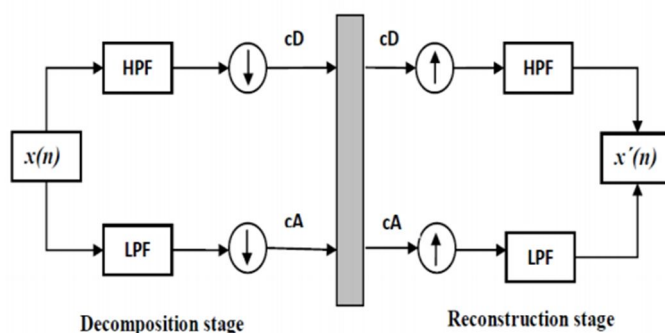 cD cD
HPF HPF
x(n) x´(n)
cA cA
LPF LPF
Decomposition stage Reconstruction stage